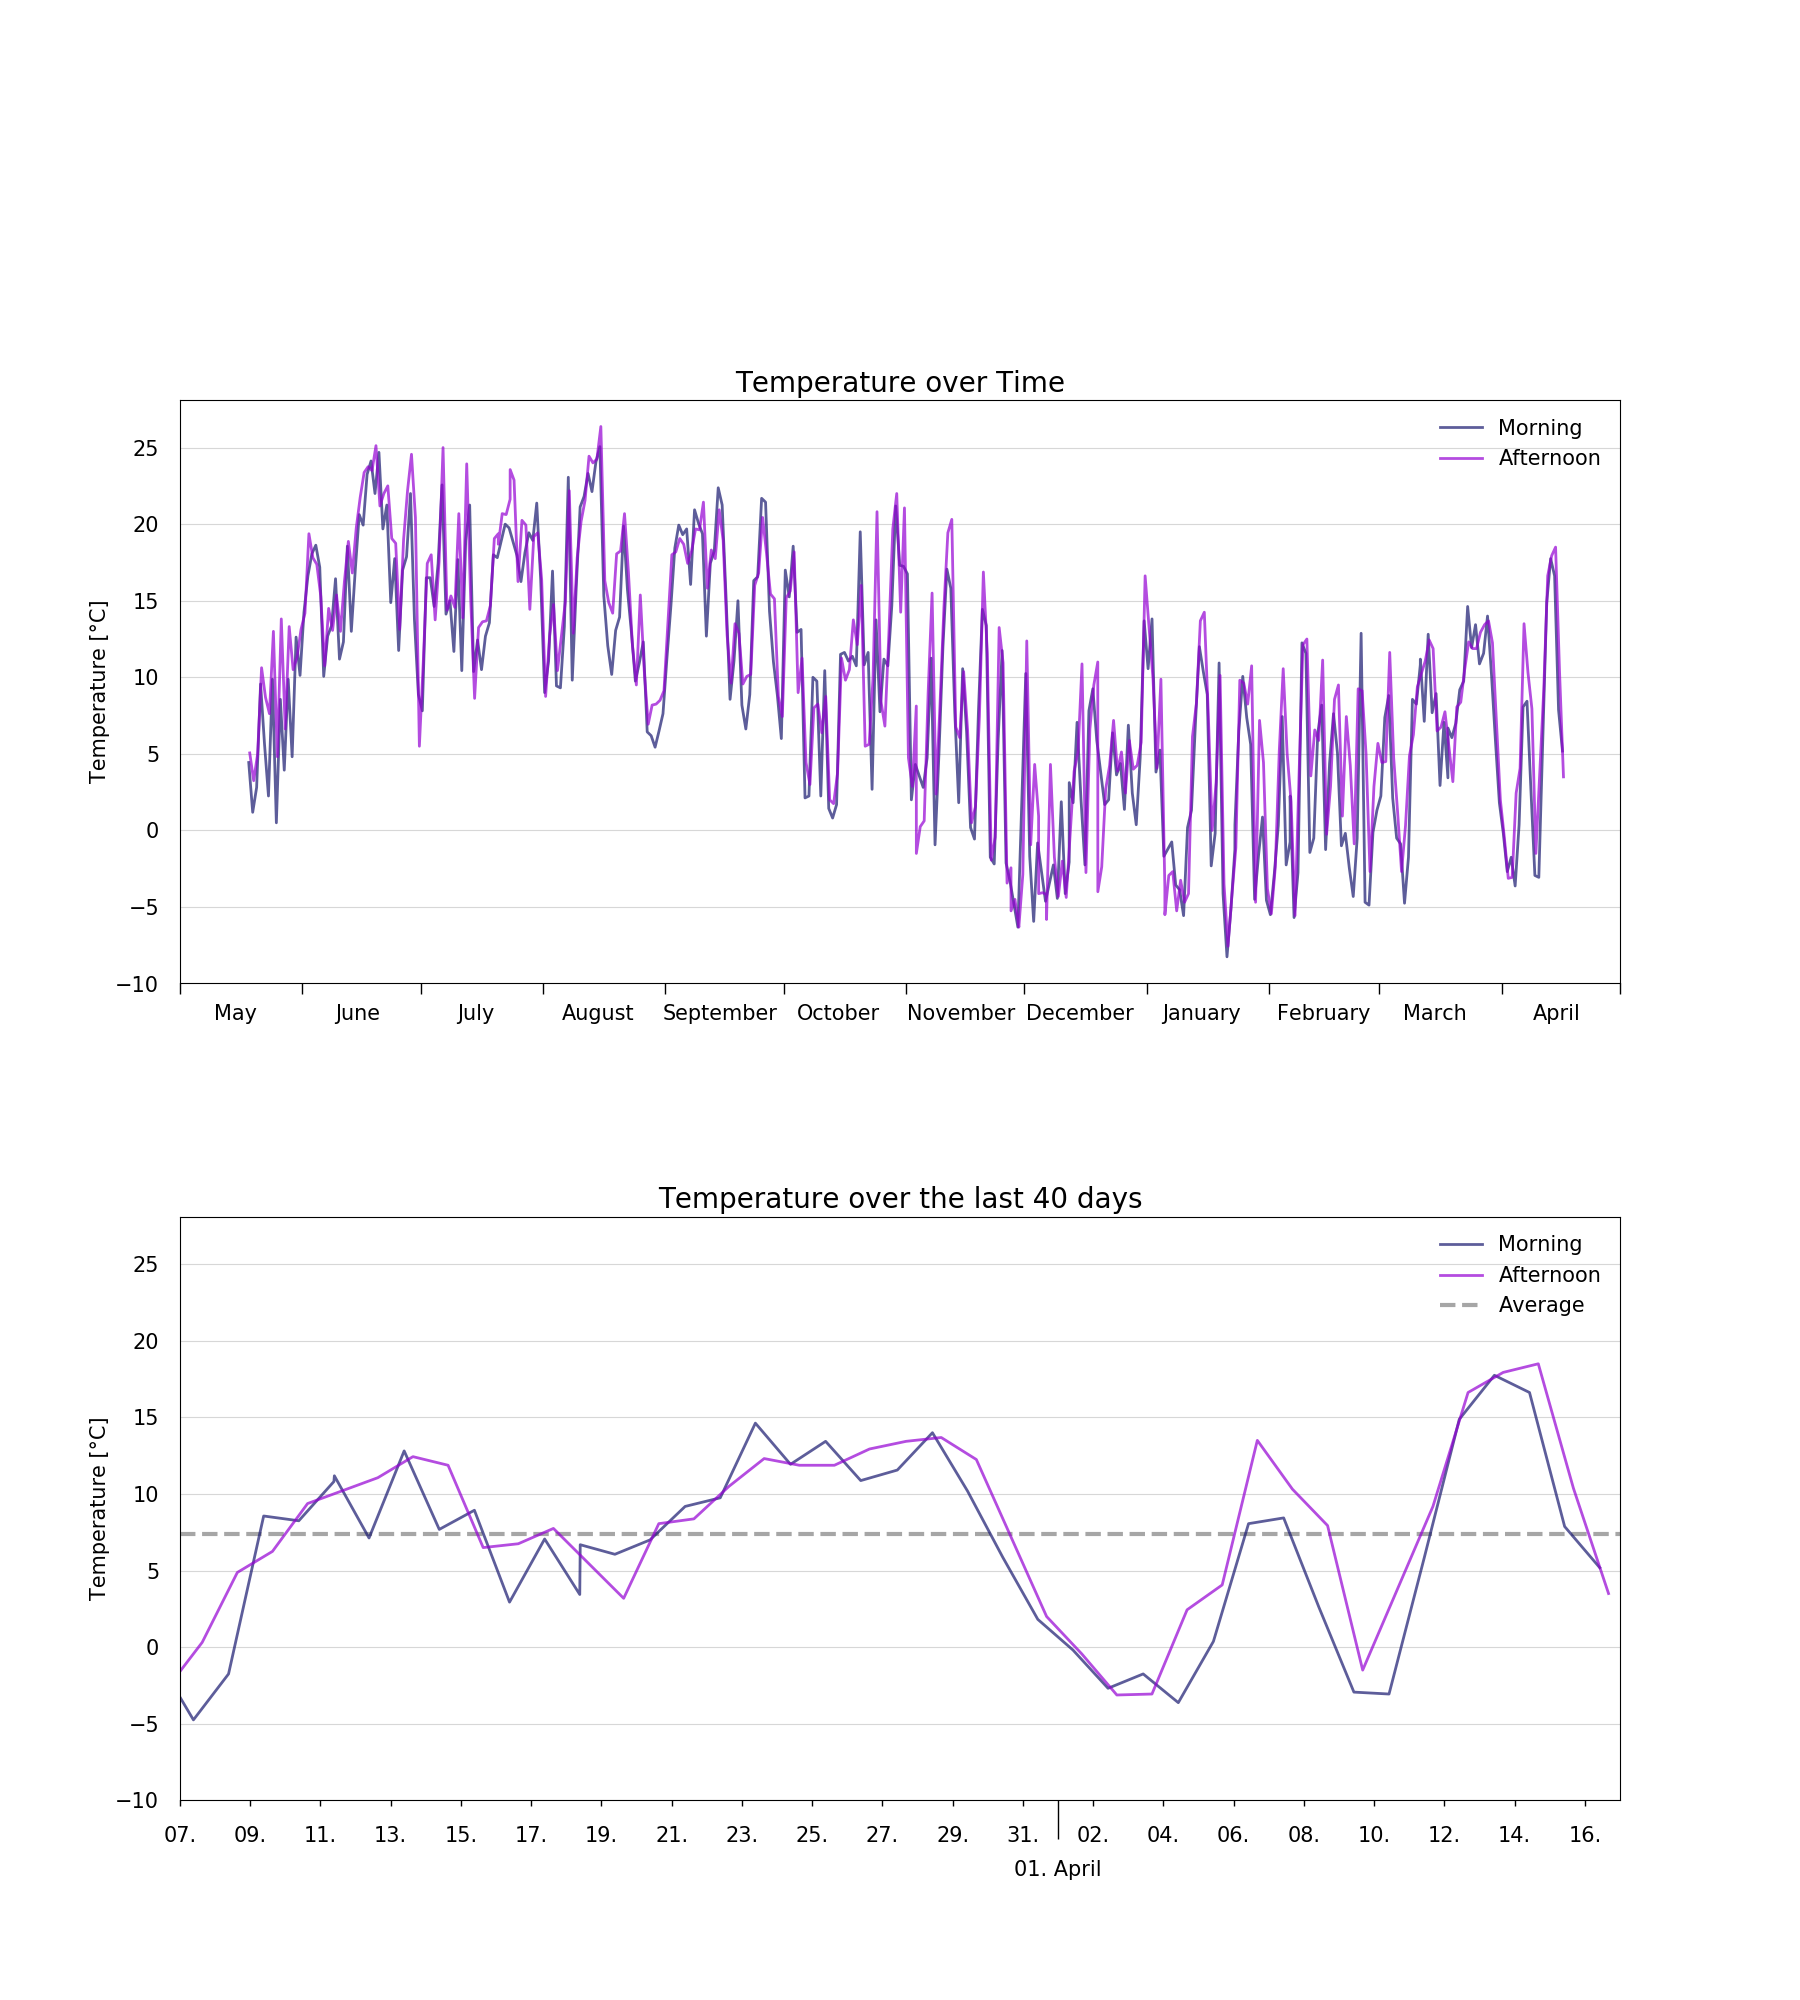 Temperature over Time
Temperature [°C]
25
20
15
10
5
0
−5
−10
Morning
Afternoon
May June July August September October November December January February March April
Temperature over the last 40 days
Temperature [°C]
25
20
15
10
5
0
−5
−10
Morning
Afternoon
Average
07. 09. 11. 13. 15. 17. 19. 21. 23. 25. 27. 29. 31. 02. 04. 06. 08. 10. 12. 14. 16.
01. April